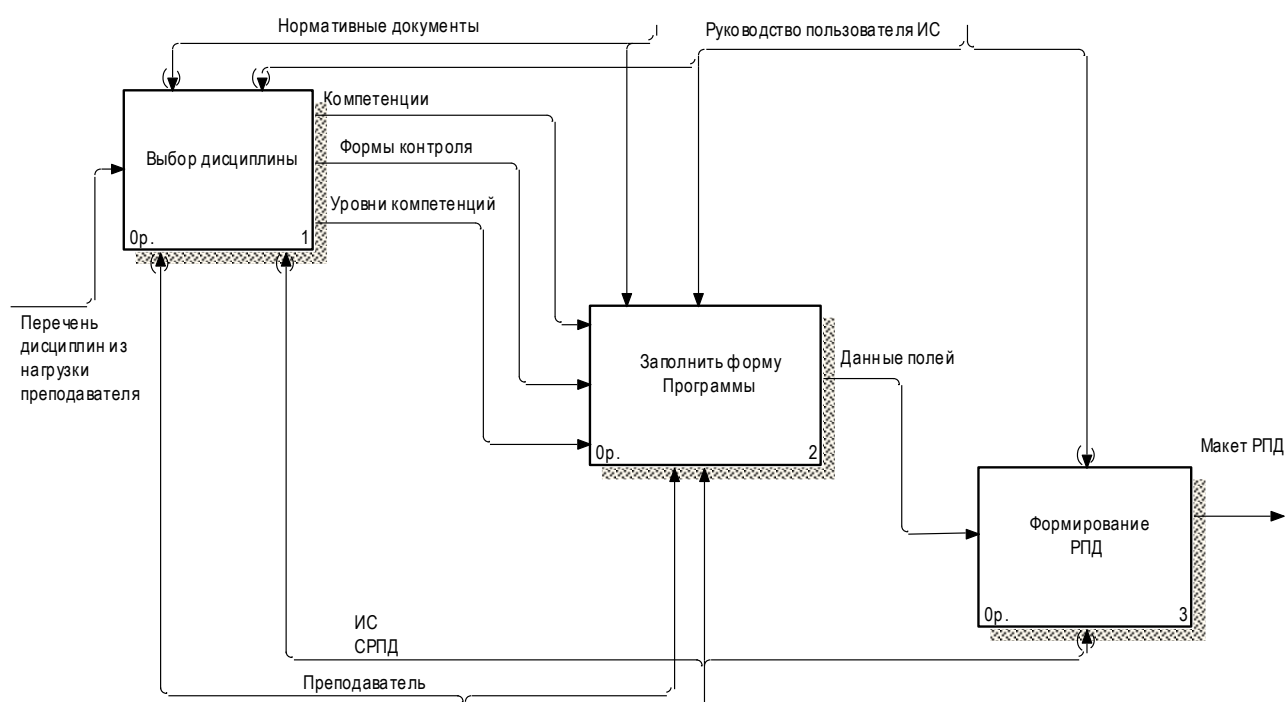 Нормативные документы
Руководство пользователя ИС
Компетенции
Выбор дисциплины
Формы контроля
Уровни компетенций
0р.
1
Перечень
дисциплин из
нагрузки
преподавателя
Заполнить форму
Программы
0р.
2
Данные полей
Макет РПД
Формирование
РПД
0р.
3
ИС
СРПД
Преподаватель